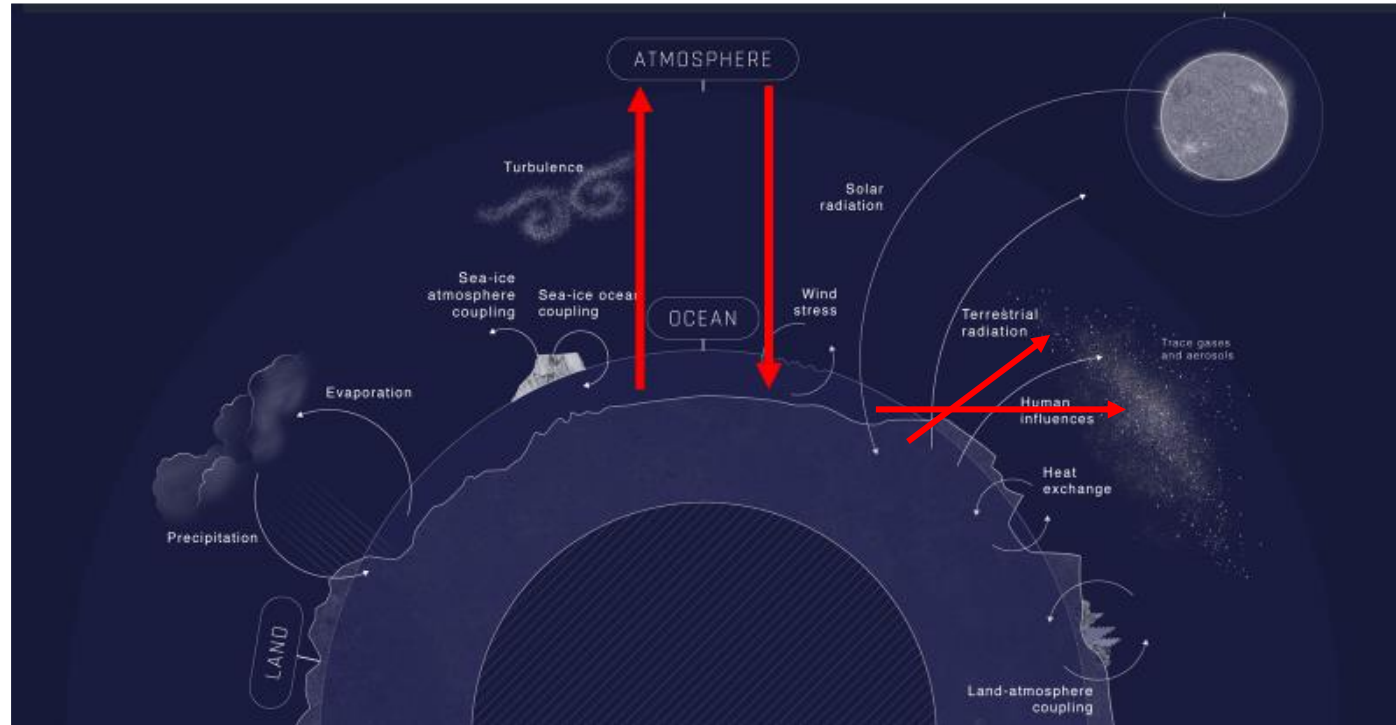 ATMOSPHERE
Turbulence
Solar
radiation
Sea-ice
atmosphere
coupling
Sea-ice ocean
coupling
OCEAN
Wind
stress
Terrestrial
radiation
Trace gases
and aerosols
Evaporation
Human
influences
Heat
exchange
Precipitation
LAND
Land-atmosphere
coupling